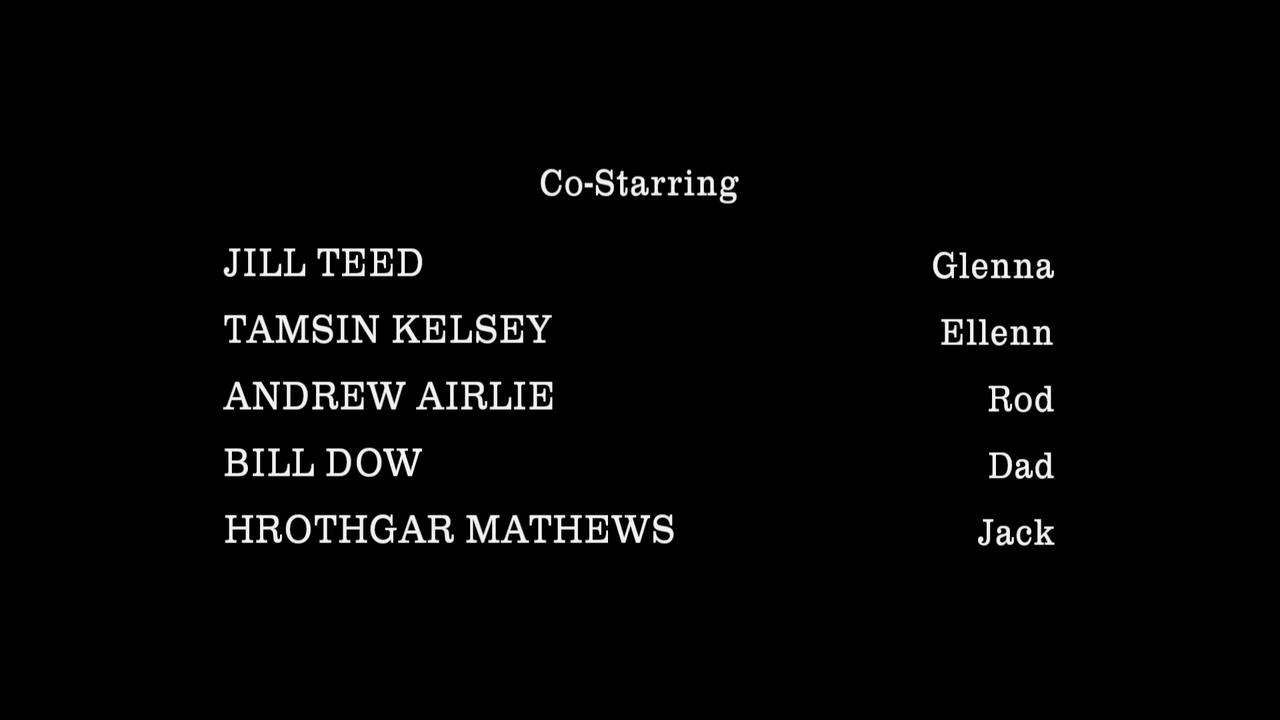 Co-Starring
JILL TEED Glenna
TAMSIN KELSEY Ellenn
ANDREW AIRLIE Rod
BILL DOW Dad
HROTHGAR MATHEWS Jack